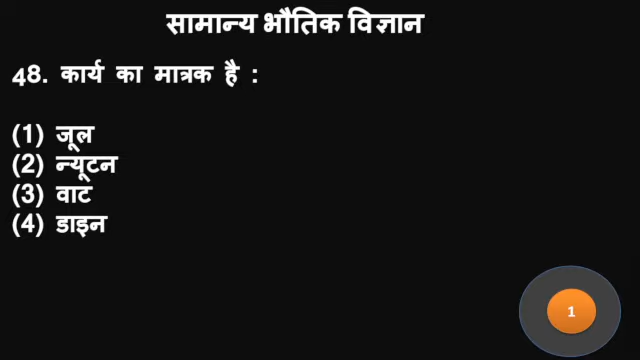 सामान्य भौतिक विज्ञान
48. कार्य का मात्रक है :
(1) जूल
(2) न्यूटन
(3) वाट
(4) डाइन
1